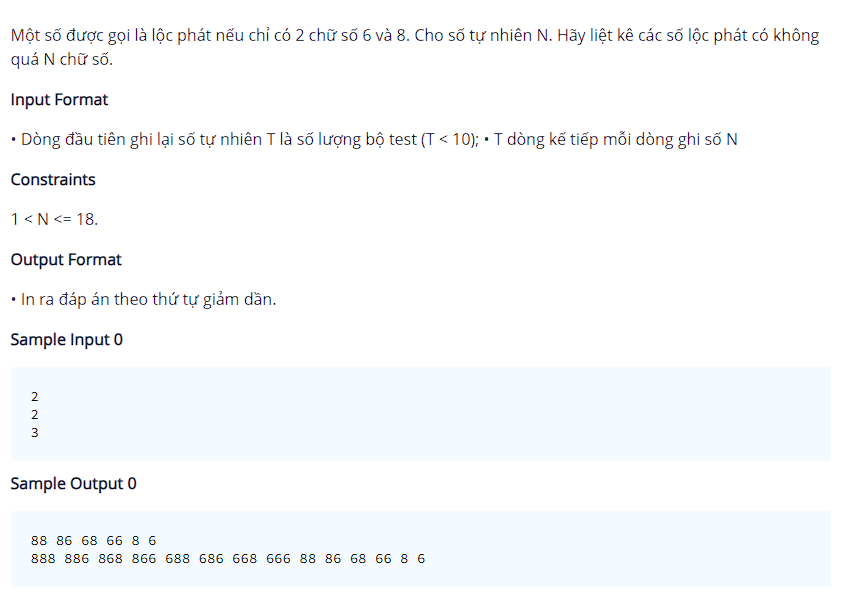 Một số được gọi là lộc phát nếu chỉ có 2 chữ số 6 và 8. Cho số tự nhiên N. Hãy liệt kê các số lộc phát có không
quá N chữ số.
Input Format
• Dòng đầu tiên ghi lại số tự nhiên T là số lượng bộ test (T < 10); • T dòng kế tiếp mỗi dòng ghi số N
Constraints
1 < N <= 18.
Output Format
• In ra đáp án theo thứ tự giảm dần.
Sample Input 0
2
2
3
Sample Output 0
88 86 68 66 8 6
888 886 868 866 688 686 668 666 88 86 68 66 8 6